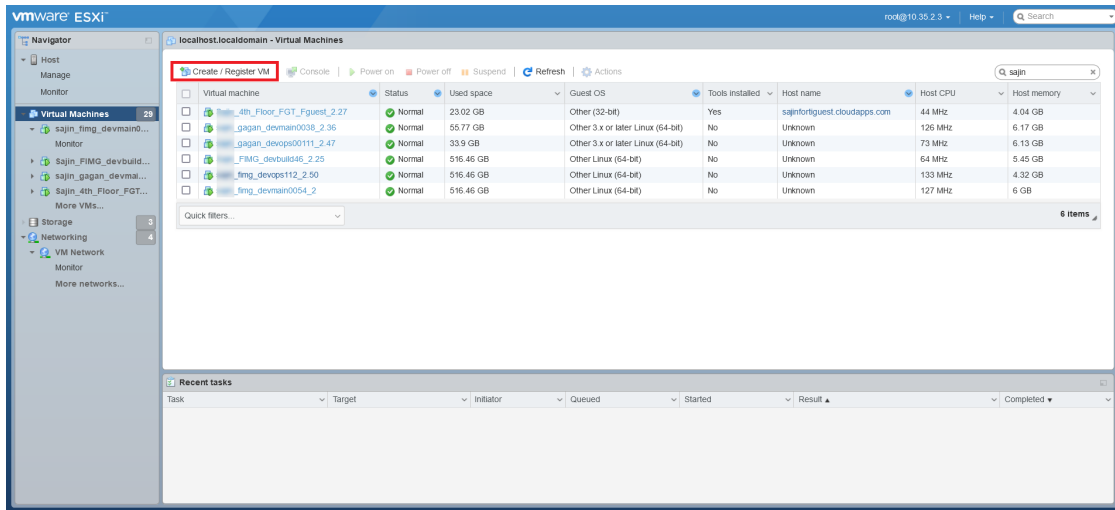 vmware ESXi™
root@10.35.2.3
Help
Search
Navigator
Host
Manage
Monitor
Virtual Machines 29
sajin_fimg_devmain0...
Monitor
Sajin_FIMG_devbuild...
sajin_gagan_devmai...
Sajin_4th_Floor_FGT...
More VMs...
Storage 3
Networking 4
VM Network
Monitor
More networks...
localhost.localdomain - Virtual Machines
Create / Register VM Console Power on Power off Suspend Refresh Actions sajin
Virtual machine Status Used space Guest OS Tools installed Host name Host CPU Host memory
_4th_Floor_FGT_Fguest_2.27 Normal 23.02 GB Other (32-bit) Yes sajinfortiguest.cloudapps.com 44 MHz 4.04 GB
_gagan_devmain0038_2.36 Normal 55.77 GB Other 3.x or later Linux (64-bit) No Unknown 126 MHz 6.17 GB
_gagan_devops00111_2.47 Normal 33.9 GB Other 3.x or later Linux (64-bit) No Unknown 73 MHz 6.13 GB
_FIMG_devbuild46_2.25 Normal 516.46 GB Other Linux (64-bit) No Unknown 64 MHz 5.45 GB
_fimg_devops112_2.50 Normal 516.46 GB Other Linux (64-bit) No Unknown 133 MHz 4.32 GB
_fimg_devmain0054_2 Normal 516.46 GB Other Linux (64-bit) No Unknown 127 MHz 6 GB
Quick filters... 6 items
Recent tasks
Task Target Initiator Queued Started Result Completed